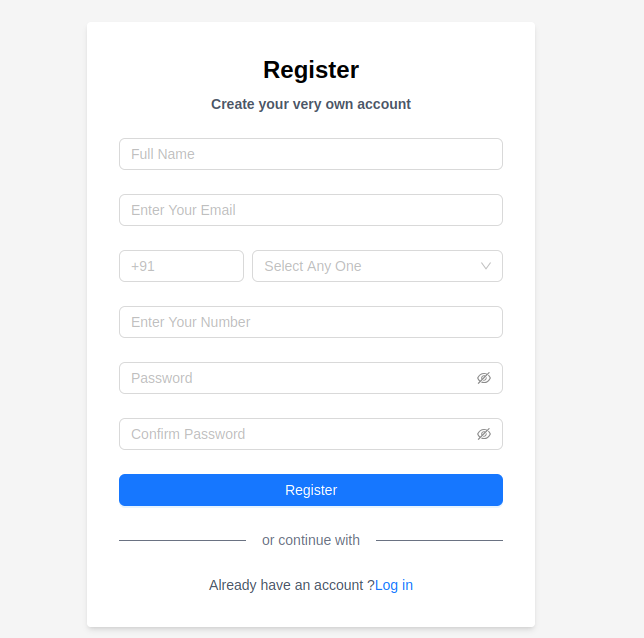 Register
Create your very own account
Full Name
Enter Your Email
+91 Select Any One
Enter Your Number
Password
Confirm Password
Register
or continue with
Already have an account ?Log in